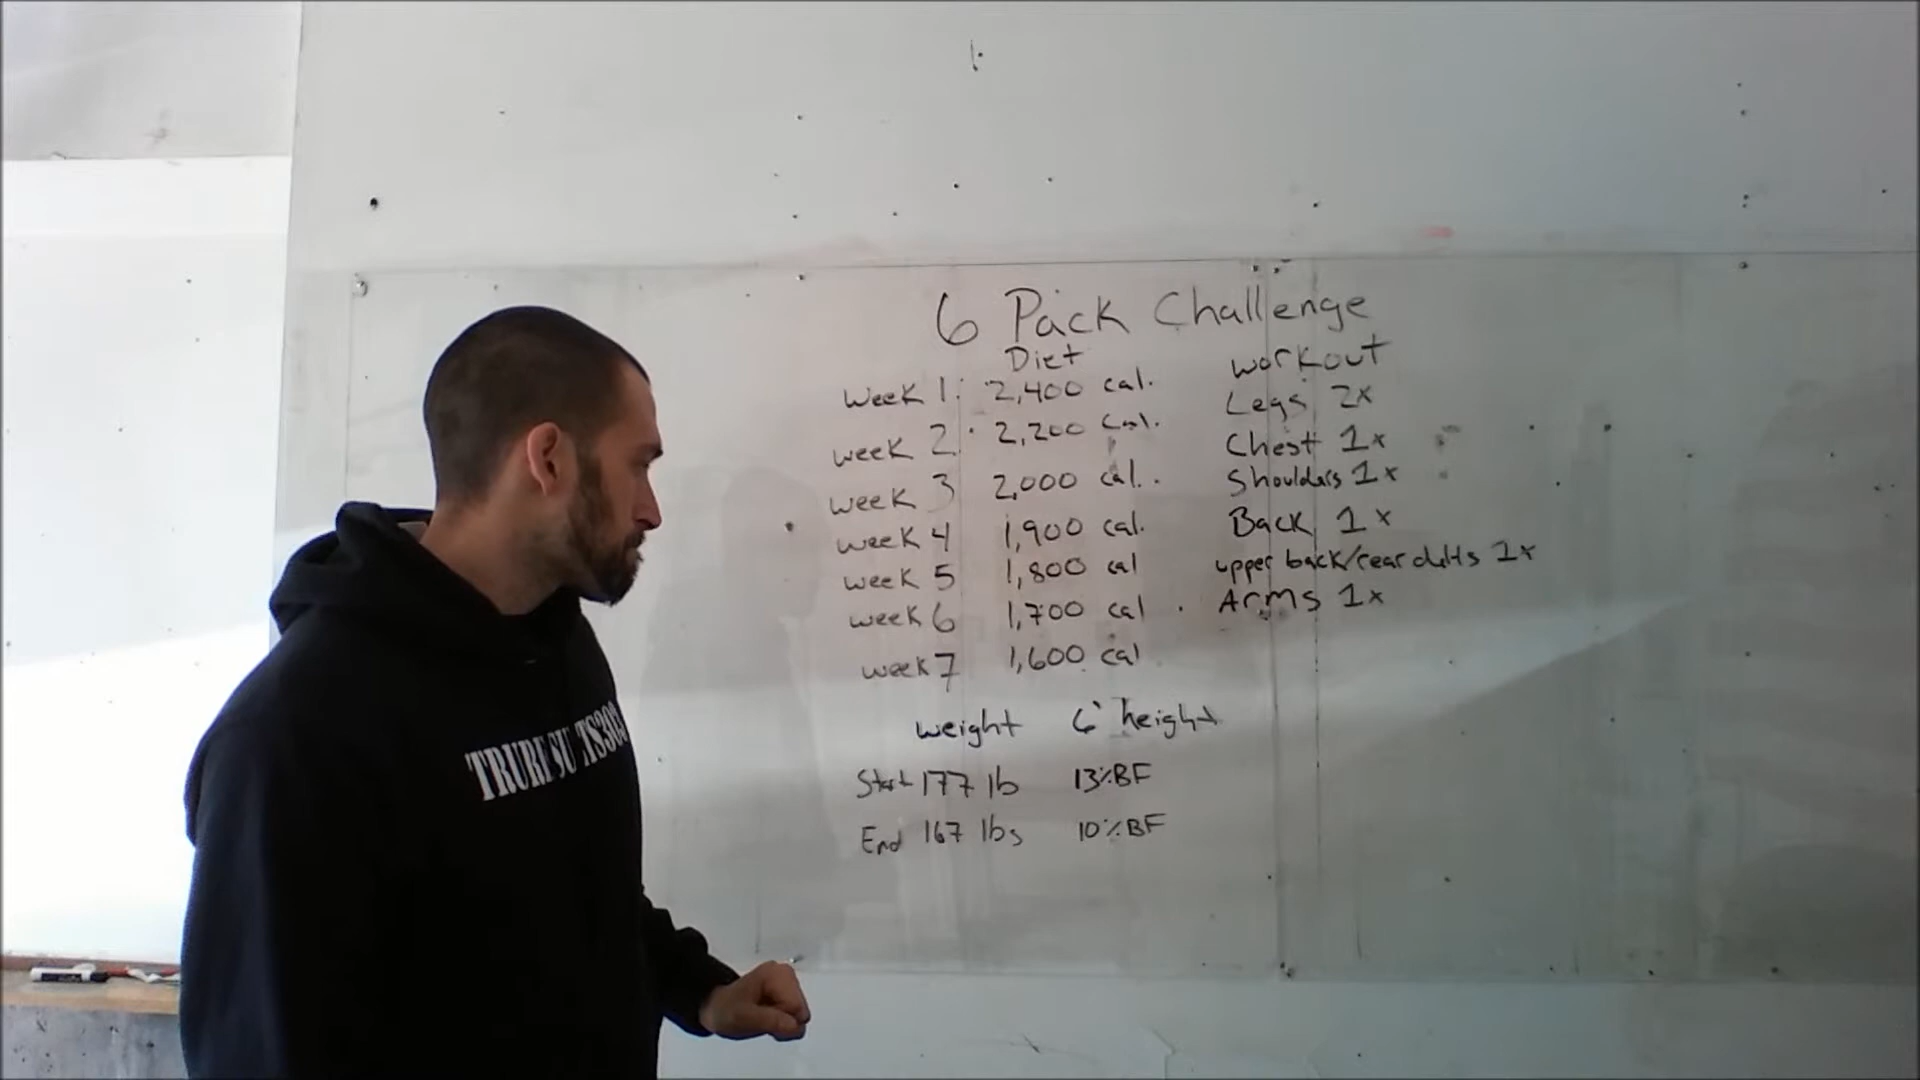 6 Pack Challenge
Diet
Week 1: 2,400 cal.
week 2 2,200 cal.
week 3 2,000 cal.
week 4 1,900 cal.
week 5 1,800 cal
week 6 1,700 cal
week 7 1,600 cal
workout
Legs 2x
Chest 1x
Shoulders 1x
Back 1x
upper back/rear delts 1x
Arms 1x
weight 6' height
Start 177 lb 13%BF
End 167 lbs 10%BF